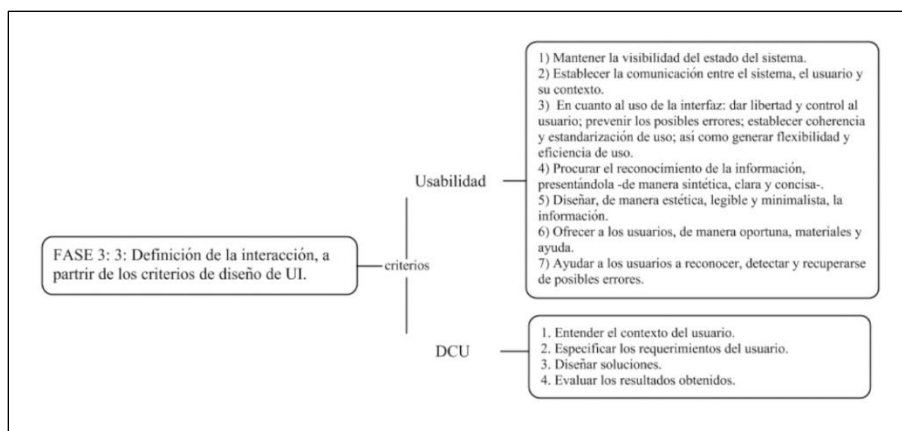 FASE 3: 3: Definición de la interacción, a
partrir de los criterios de diseño de UI.
criterios
Usabilidad
1) Mantener la visibilidad del estado del sistema.
2) Establecer la comunicación entre el sistema, el usuario y
su contexto.
3) En cuanto al uso de la interfaz: dar libertad y control al
usuario; prevenir los posibles errores; establecer coherencia
y estandarización de uso; asi como generar flexibilidad y
eficiencia de uso.
4) Procurar el reconocimiento de la información,
presentándola -de manera sintética, clara y concisa-.
5) Diseñar, de manera estética, legible y minimalista, la
información.
6) Ofrecer a los usuarios, de manera oportuna, materiales y
ayuda.
7) Ayudar a los usuarios a reconocer, detectar y recuperarse
de posibles errores.
DCU
1. Entender el contexto del usuario.
2. Especificar los requerimientos del usuario.
3. Diseñar soluciones.
4. Evaluar los resultados obtenidos.